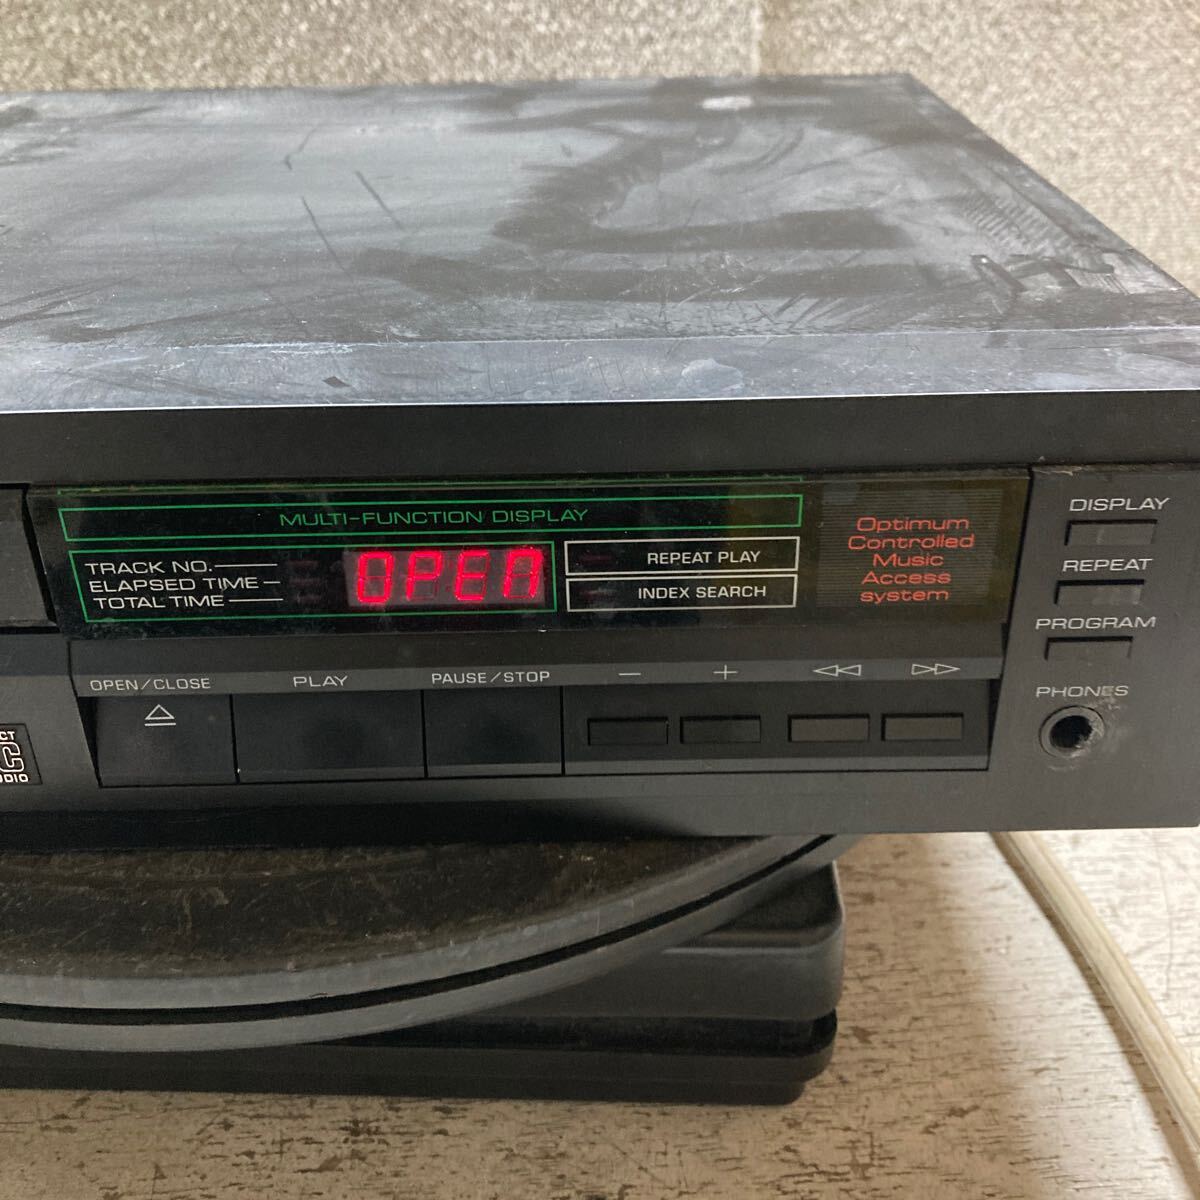 MULTI-FUNCTION DISPLAY
TRACK NO.
ELAPSED TIME
TOTAL TIME
OPEN
REPEAT PLAY
INDEX SEARCH
Optimum
Controlled
Music
Access
system
DISPLAY
REPEAT
PROGRAM
PHONES
OPEN/CLOSE
PLAY
PAUSE/STOP
−
+